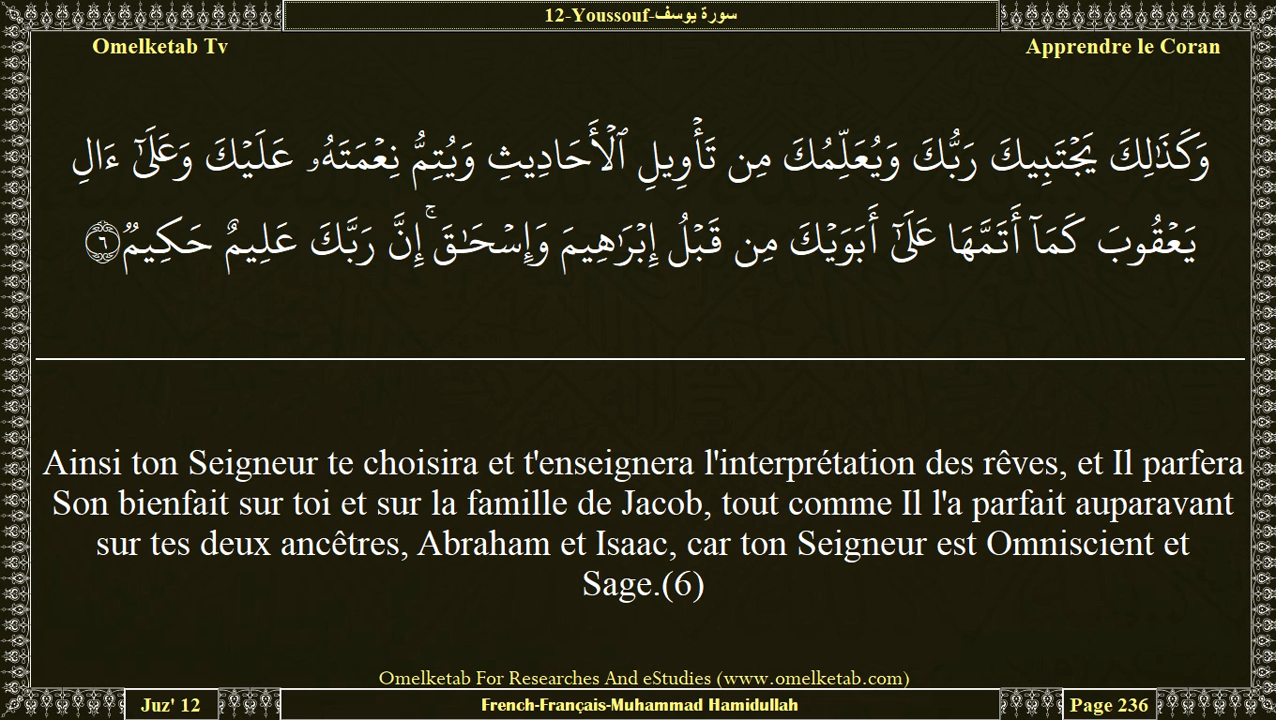 12-Youssouf-سورة يوسف
Omelketab Tv
Apprendre le Coran
وَكَذَٰلِكَ يَجۡتَبِيكَ رَبُّكَ وَيُعَلِّمُكَ مِن تَأۡوِيلِ ٱلۡأَحَادِيثِ وَيُتِمُّ نِعۡمَتَهُۥ عَلَيۡكَ وَعَلَىٰٓ ءَالِ
يَعۡقُوبَ كَمَآ أَتَمَّهَا عَلَىٰٓ أَبَوَيۡكَ مِن قَبۡلُ إِبۡرَٰهِيمَ وَإِسۡحَٰقَۚ إِنَّ رَبَّكَ عَلِيمٌ حَكِيمٞ ٦
Ainsi ton Seigneur te choisira et t'enseignera l'interprétation des rêves, et Il parfera
Son bienfait sur toi et sur la famille de Jacob, tout comme Il l'a parfait auparavant
sur tes deux ancêtres, Abraham et Isaac, car ton Seigneur est Omniscient et
Sage.(6)
Omelketab For Researches And eStudies (www.omelketab.com)
Juz' 12
French-Français-Muhammad Hamidullah
Page 236